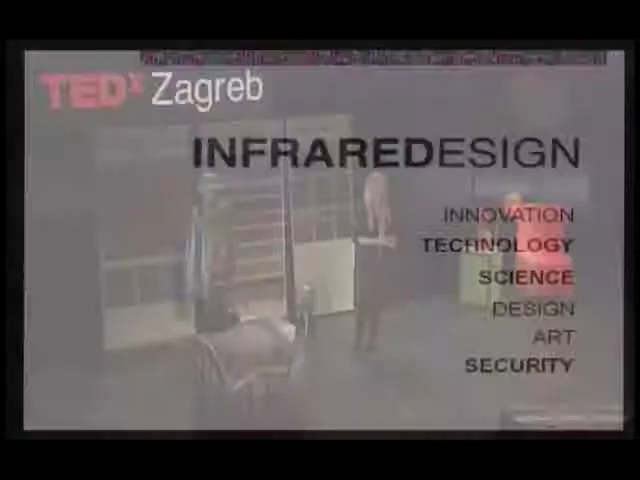 TEDx Zagreb
INFRAREDESIGN
INNOVATION
TECHNOLOGY
SCIENCE
DESIGN
ART
SECURITY